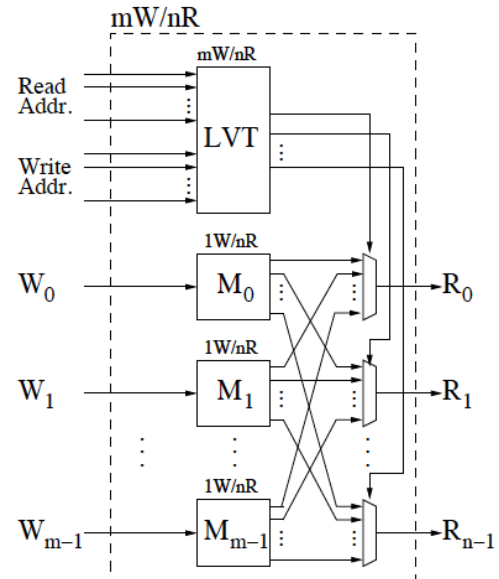 mW/nR
mW/nR
Read
Addr.
LVT
Write
Addr.
1W/nR
W0 M0 R0
1W/nR
W1 M1 R1
1W/nR
Wm−1 Mm−1 Rn−1